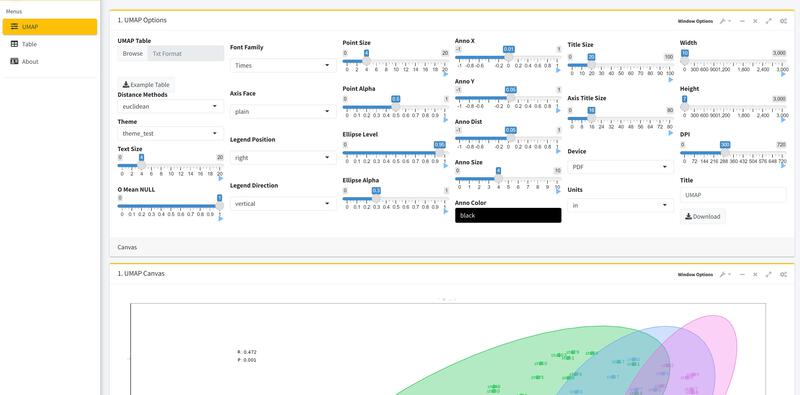 Menus
UMAP
Table
About
1. UMAP Options
Window Options
UMAP Table
Browse Txt Format
Example Table
Distance Methods
euclidean
Theme
theme_test
Text Size
0 4 20
0 2 4 6 8 10 12 14 16 18 20
0 Mean NULL
0 1
0 0.1 0.2 0.3 0.4 0.5 0.6 0.7 0.8 0.9 1
Font Family
Times
Axis Face
plain
Legend Position
right
Legend Direction
vertical
Point Size
0 4 20
0 2 4 6 8 10 12 14 16 18 20
Point Alpha
0 1
0 0.1 0.2 0.3 0.4 0.5 0.6 0.7 0.8 0.9 1
Ellipse Level
0 0.95
0 0.1 0.2 0.3 0.4 0.5 0.6 0.7 0.8 0.9 1
Ellipse Alpha
0 0.3 1
0 0.1 0.2 0.3 0.4 0.5 0.6 0.7 0.8 0.9 1
Anno X
-1 0.01 1
-1 -0.8 -0.6 -0.2 0 0.2 0.4 0.6 0.8 1
Anno Y
-1 0.05 1
-1 -0.8 -0.6 -0.2 0 0.2 0.4 0.6 0.8 1
Anno Dist
-1 0.05 1
-1 -0.8 -0.6 -0.2 0 0.2 0.4 0.6 0.8 1
Anno Size
0 4 10
0 1 2 3 4 5 6 7 8 9 10
Anno Color
black
Title Size
0 20 100
0 10 20 30 40 50 60 70 80 100
Axis Title Size
0 18 80
0 8 16 24 32 40 48 56 64 72 80
Device
PDF
Units
in
Width
10 3,000
0 300 600 900 1,200 1,800 2,400 3,000
Height
7 3,000
0 300 600 900 1,200 1,800 2,400 3,000
DPI
0 300 720
0 72 144 216 288 360 432 504 576 648 720
Title
UMAP
Download
Canvas
1. UMAP Canvas
Window Options
R: 0.472
P: 0.001